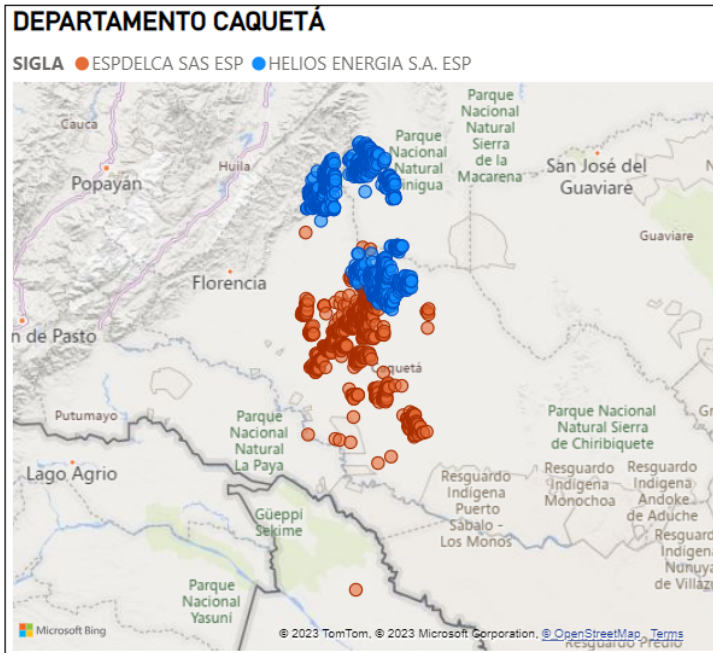 DEPARTAMENTO CAQUETÁ
SIGLA ESPDELCA SAS ESP HELIOS ENERGIA S.A. ESP
Cauca
Popayán
Huila
Parque
Nacional
Natural
Sierra
de la
Macarena
Parque
Nacional
Natural
San José del
Guaviare
Guaviare
Florencia
n de Pasto
Caquetá
Putumayo
Parque
Nacional
Natural
La Paya
Lago Agrio
Parque Nacional
Natural Sierra
de Chiribiquete
Resguardo
Indígena
Puerto
Sábalo -
Los Monos
Resguardo
Indígena
Monochoa
Resguardo
Indígena
Andoke
de Aduche
Güeppi
Sekime
Parque
Nacional
Yasuní
Resguardo
Indígena
Nunuya
de Villazu
Resguardo Predio
Microsoft Bing
© 2023 TomTom, © 2023 Microsoft Corporation, © OpenStreetMap Terms